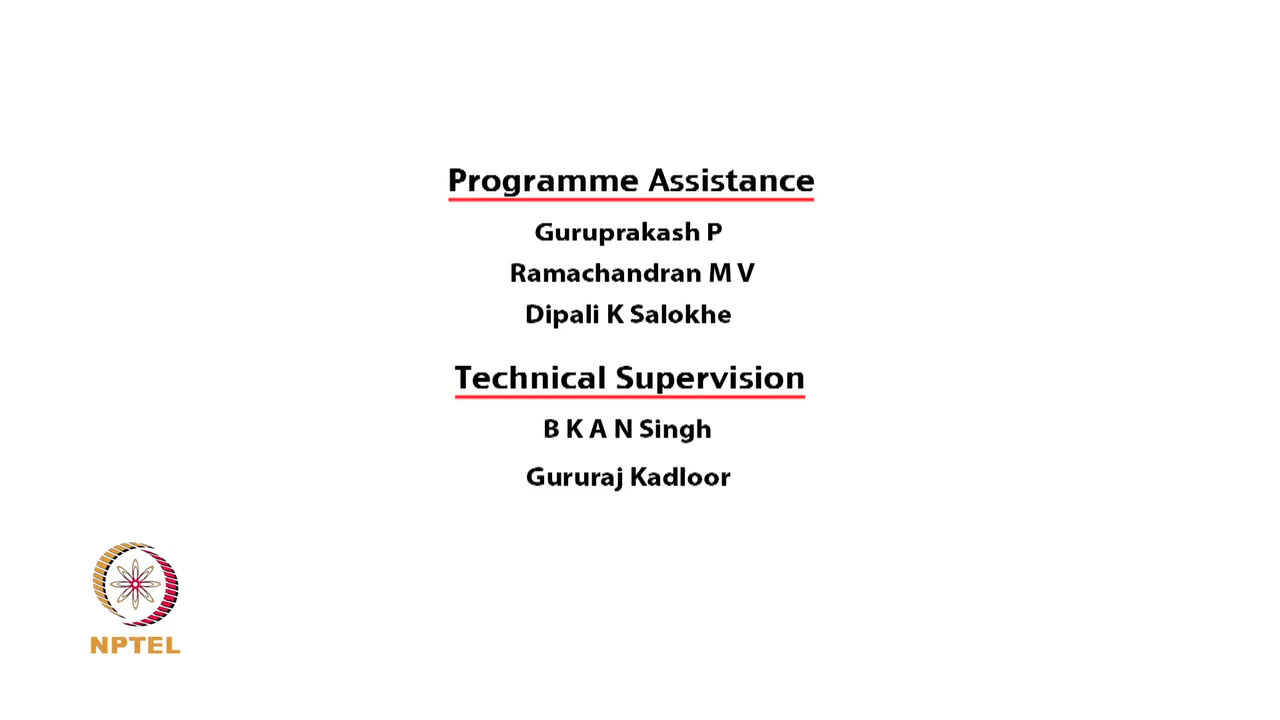 Programme Assistance
Guruprakash P
Ramachandran M V
Dipali K Salokhe
Technical Supervision
B K A N Singh
Gururaj Kadloor
NPTEL